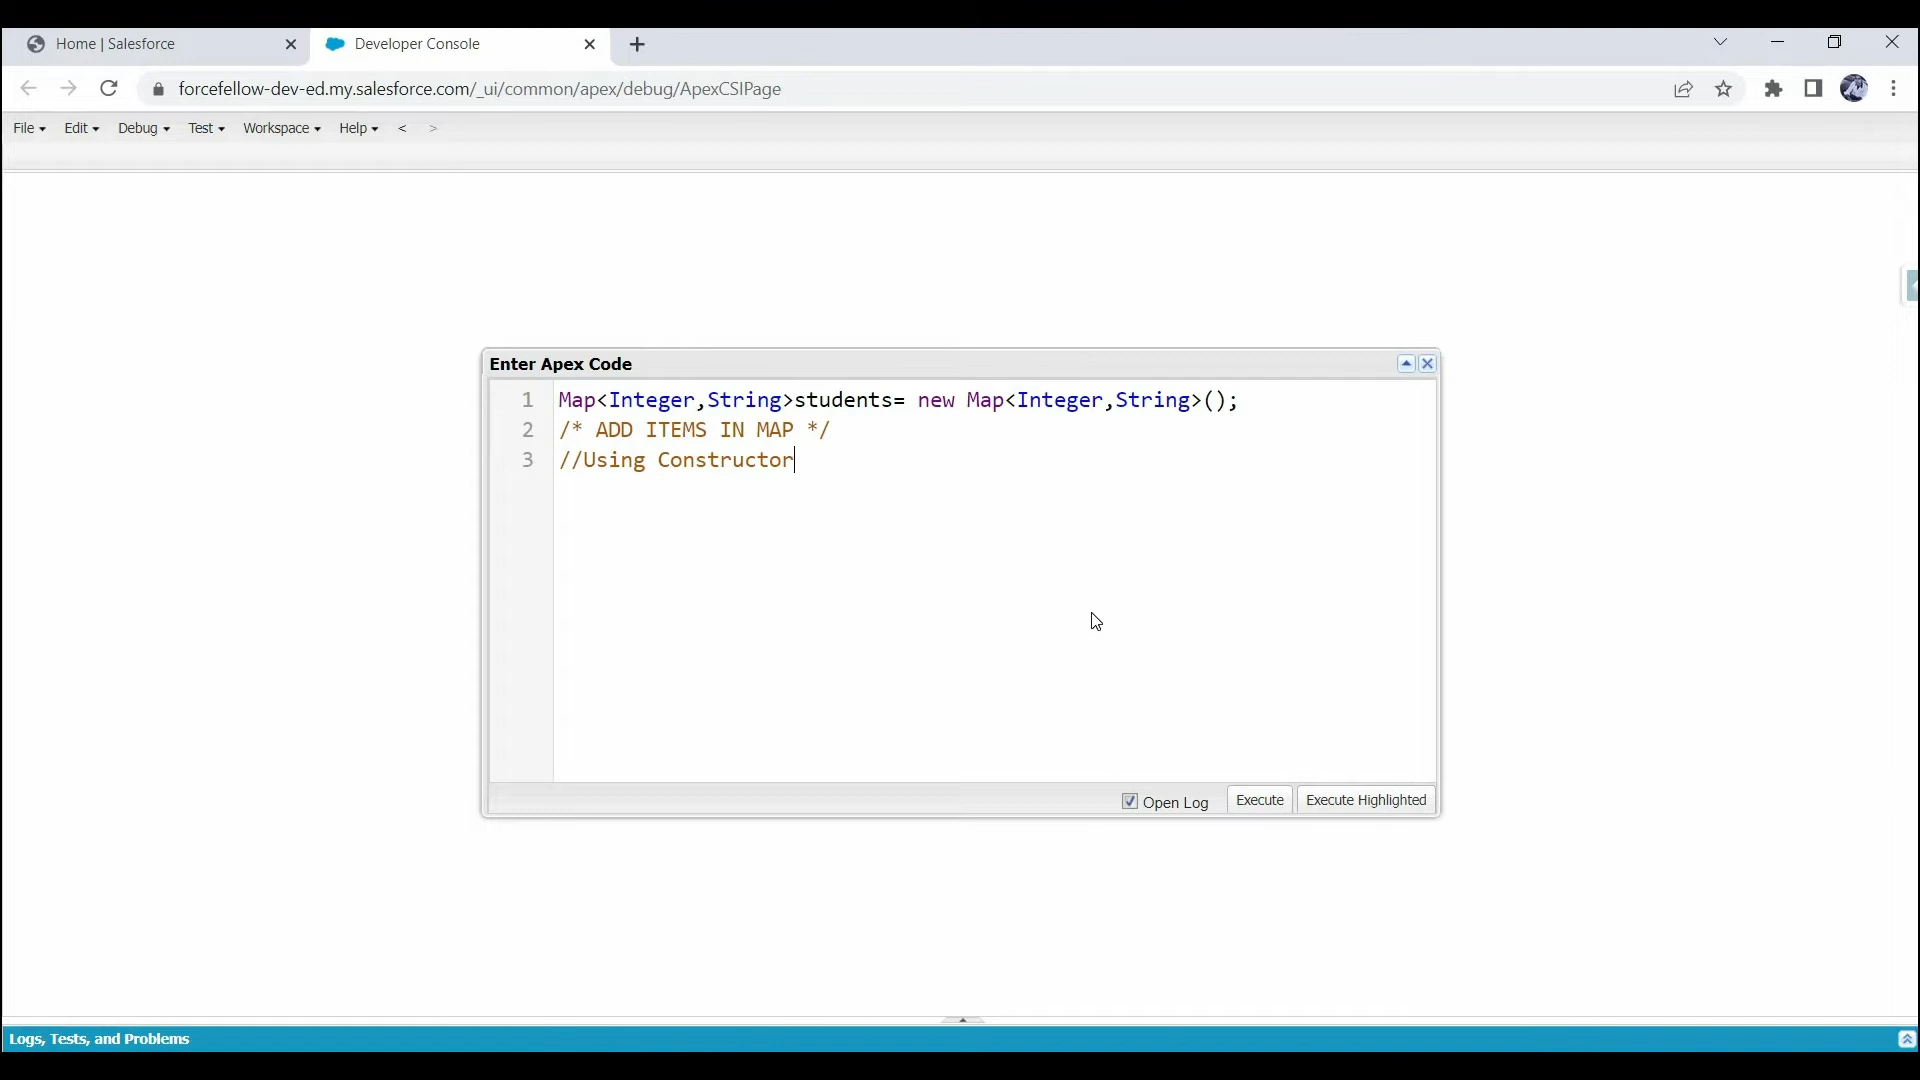 Home | Salesforce
Developer Console
forcefellow-dev-ed.my.salesforce.com/_ui/common/apex/debug/ApexCSIPage
File Edit Debug Test Workspace Help < >
Enter Apex Code
1 Map<Integer,String>students= new Map<Integer,String>();
2 /* ADD ITEMS IN MAP */
3 //Using Constructor
Open Log Execute Execute Highlighted
Logs, Tests, and Problems